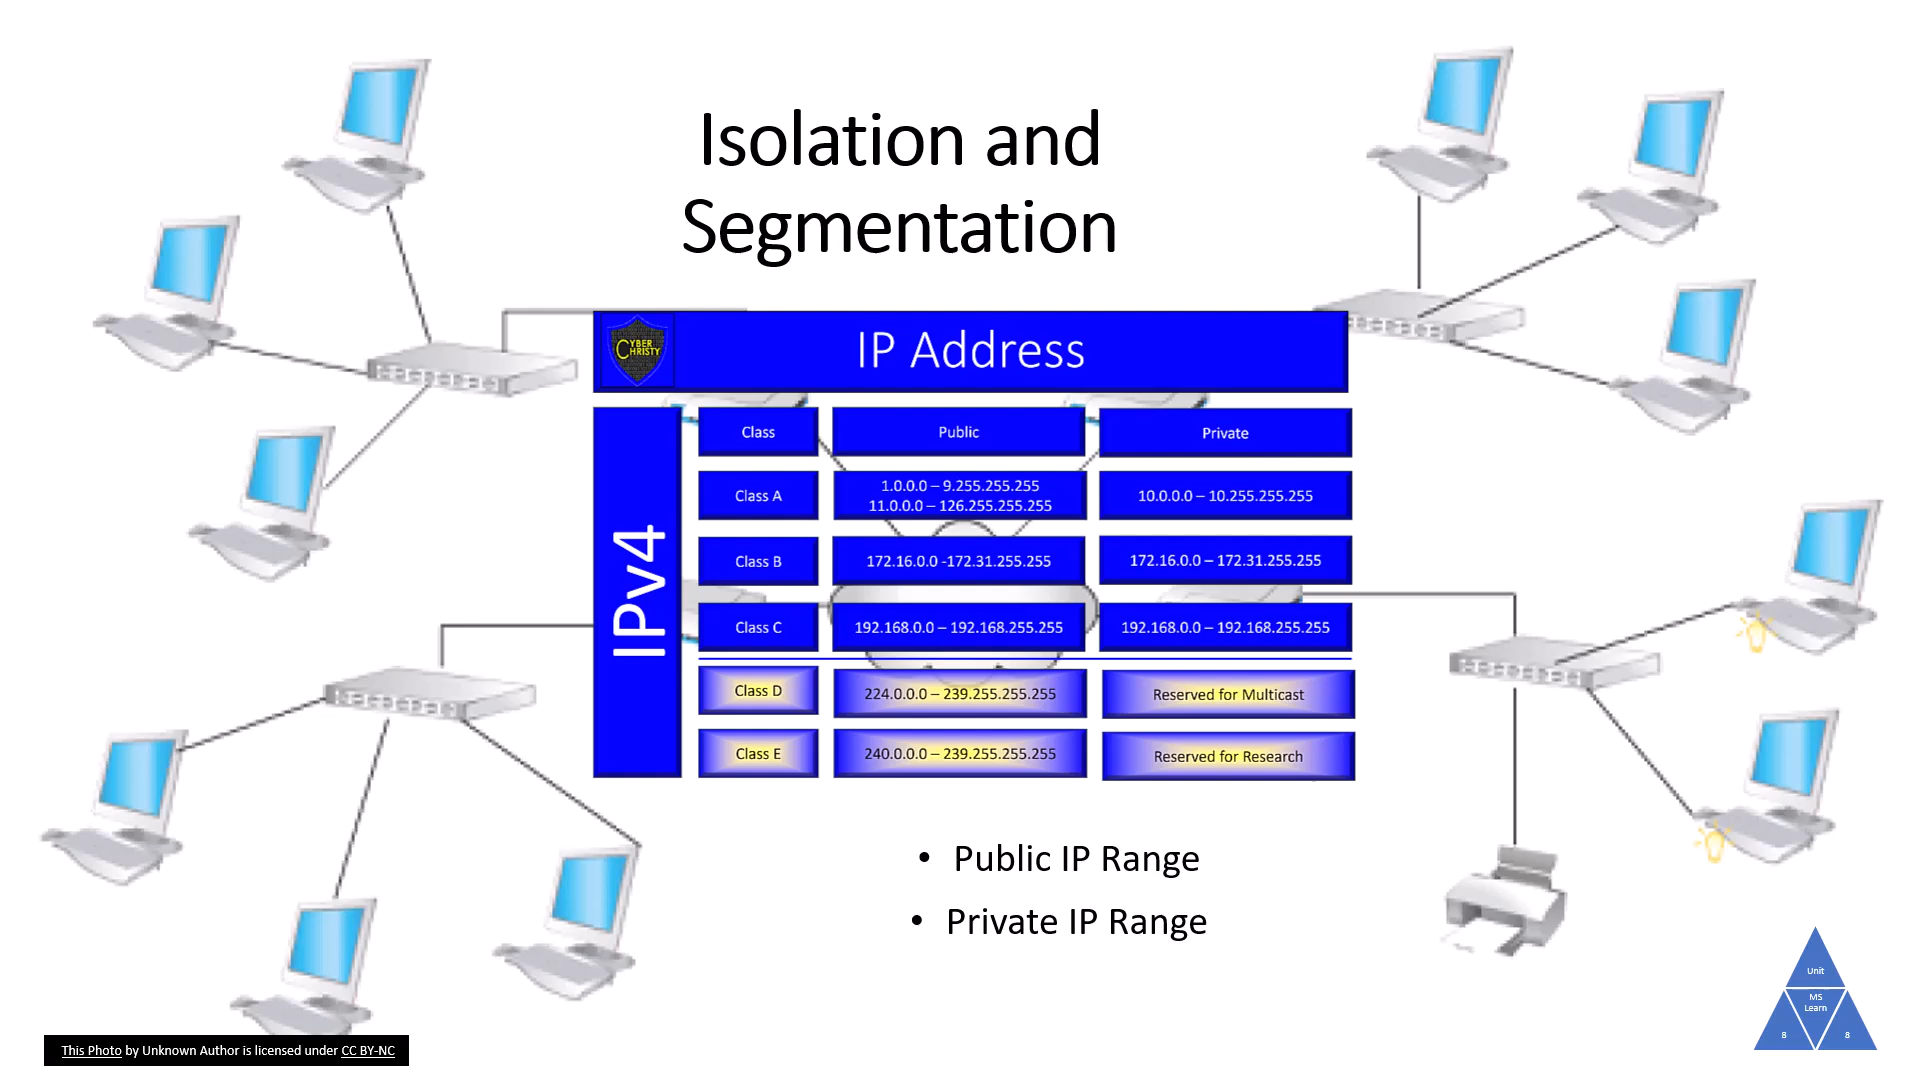 Isolation and
Segmentation
CYBER
CHRISTY
IP Address
IPv4
Class
Public
Private
Class A
1.0.0.0 – 9.255.255.255
11.0.0.0 – 126.255.255.255
10.0.0.0 – 10.255.255.255
Class B
172.16.0.0 -172.31.255.255
172.16.0.0 – 172.31.255.255
Class C
192.168.0.0 – 192.168.255.255
192.168.0.0 – 192.168.255.255
Class D
224.0.0.0 – 239.255.255.255
Reserved for Multicast
Class E
240.0.0.0 – 239.255.255.255
Reserved for Research
• Public IP Range
• Private IP Range
Unit
MS
Learn
8
8
This Photo by Unknown Author is licensed under CC BY-NC